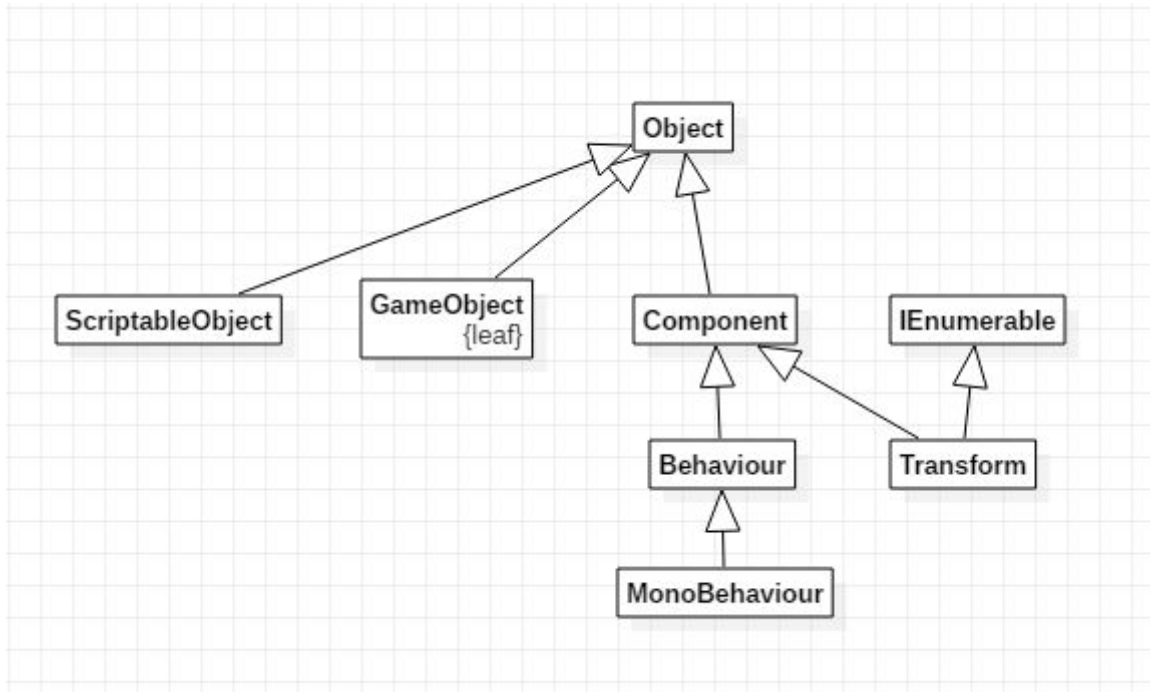 Object
ScriptableObject
GameObject
{leaf}
Component
IEnumerable
Behaviour
Transform
MonoBehaviour